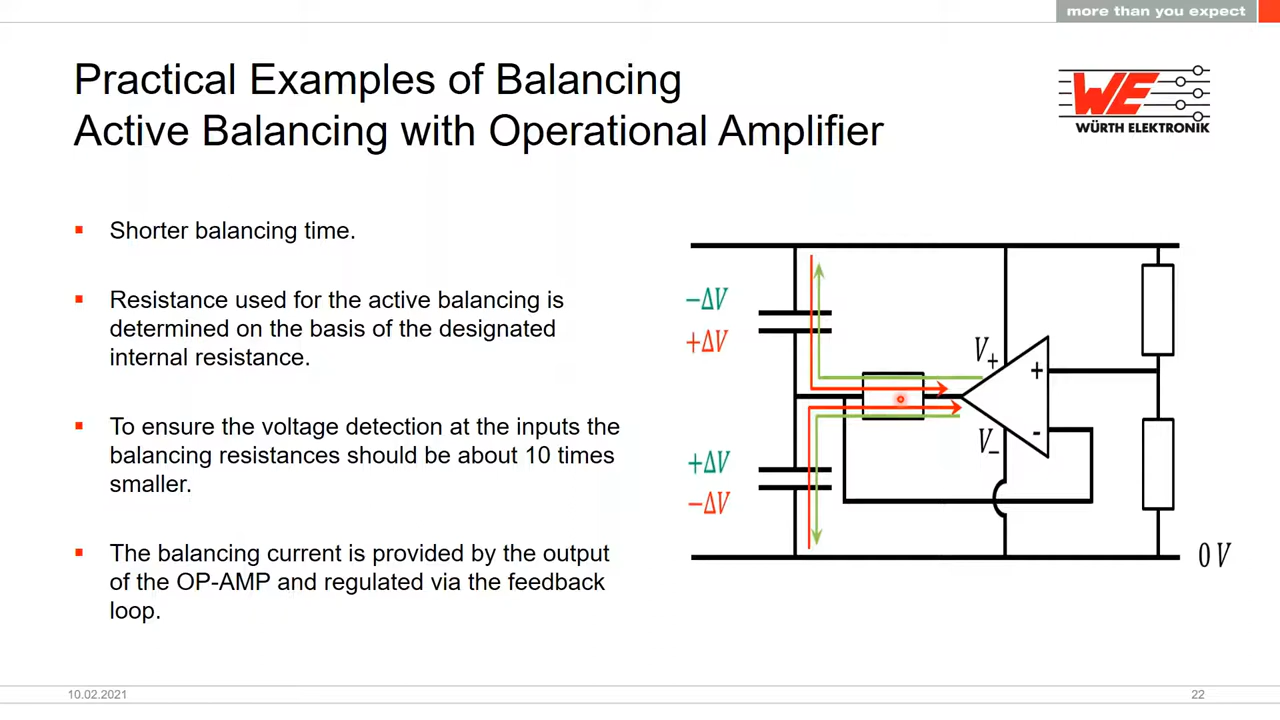 more than you expect
Practical Examples of Balancing
Active Balancing with Operational Amplifier
WE
WÜRTH ELEKTRONIK
▪ Shorter balancing time.
▪ Resistance used for the active balancing is
determined on the basis of the designated
internal resistance.
▪ To ensure the voltage detection at the inputs the
balancing resistances should be about 10 times
smaller.
▪ The balancing current is provided by the output
of the OP-AMP and regulated via the feedback
loop.
−ΔV
+ΔV
+ΔV
−ΔV
V+
+
-
V−
0 V
10.02.2021
22